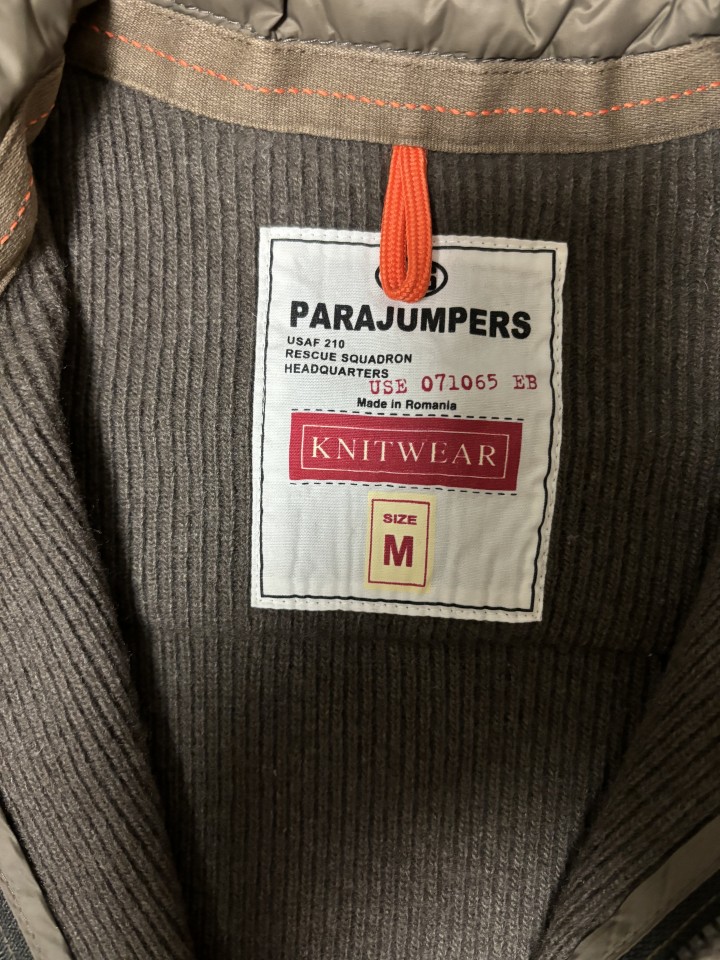 PARAJUMPERS
USAF 210
RESCUE SQUADRON
HEADQUARTERS
USE 071065 EB
Made in Romania
KNITWEAR
SIZE
M